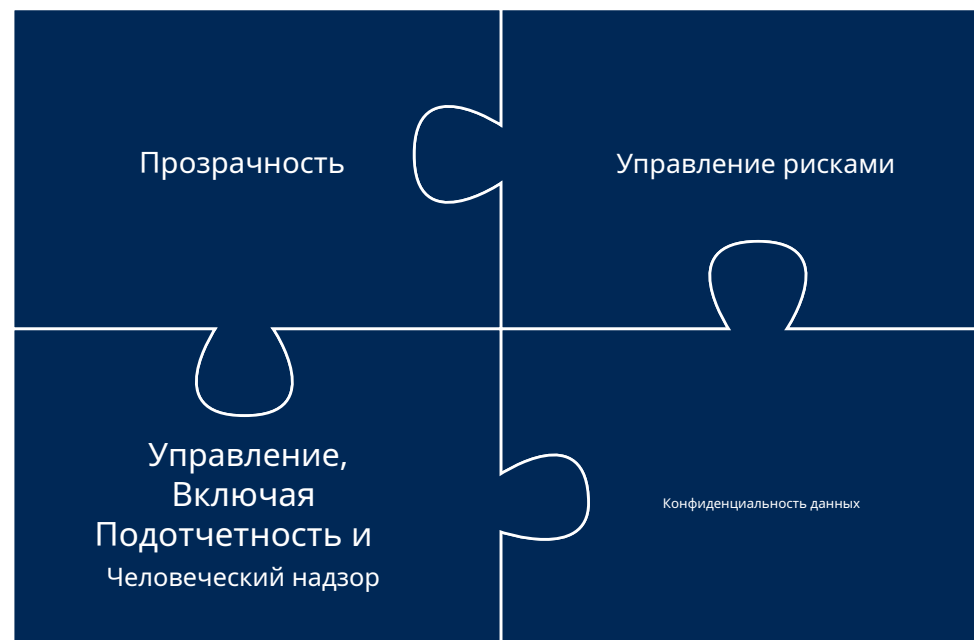 Прозрачность
Управление рисками
Управление,
Включая
Подотчетность и
Человеческий надзор
Конфиденциальность данных